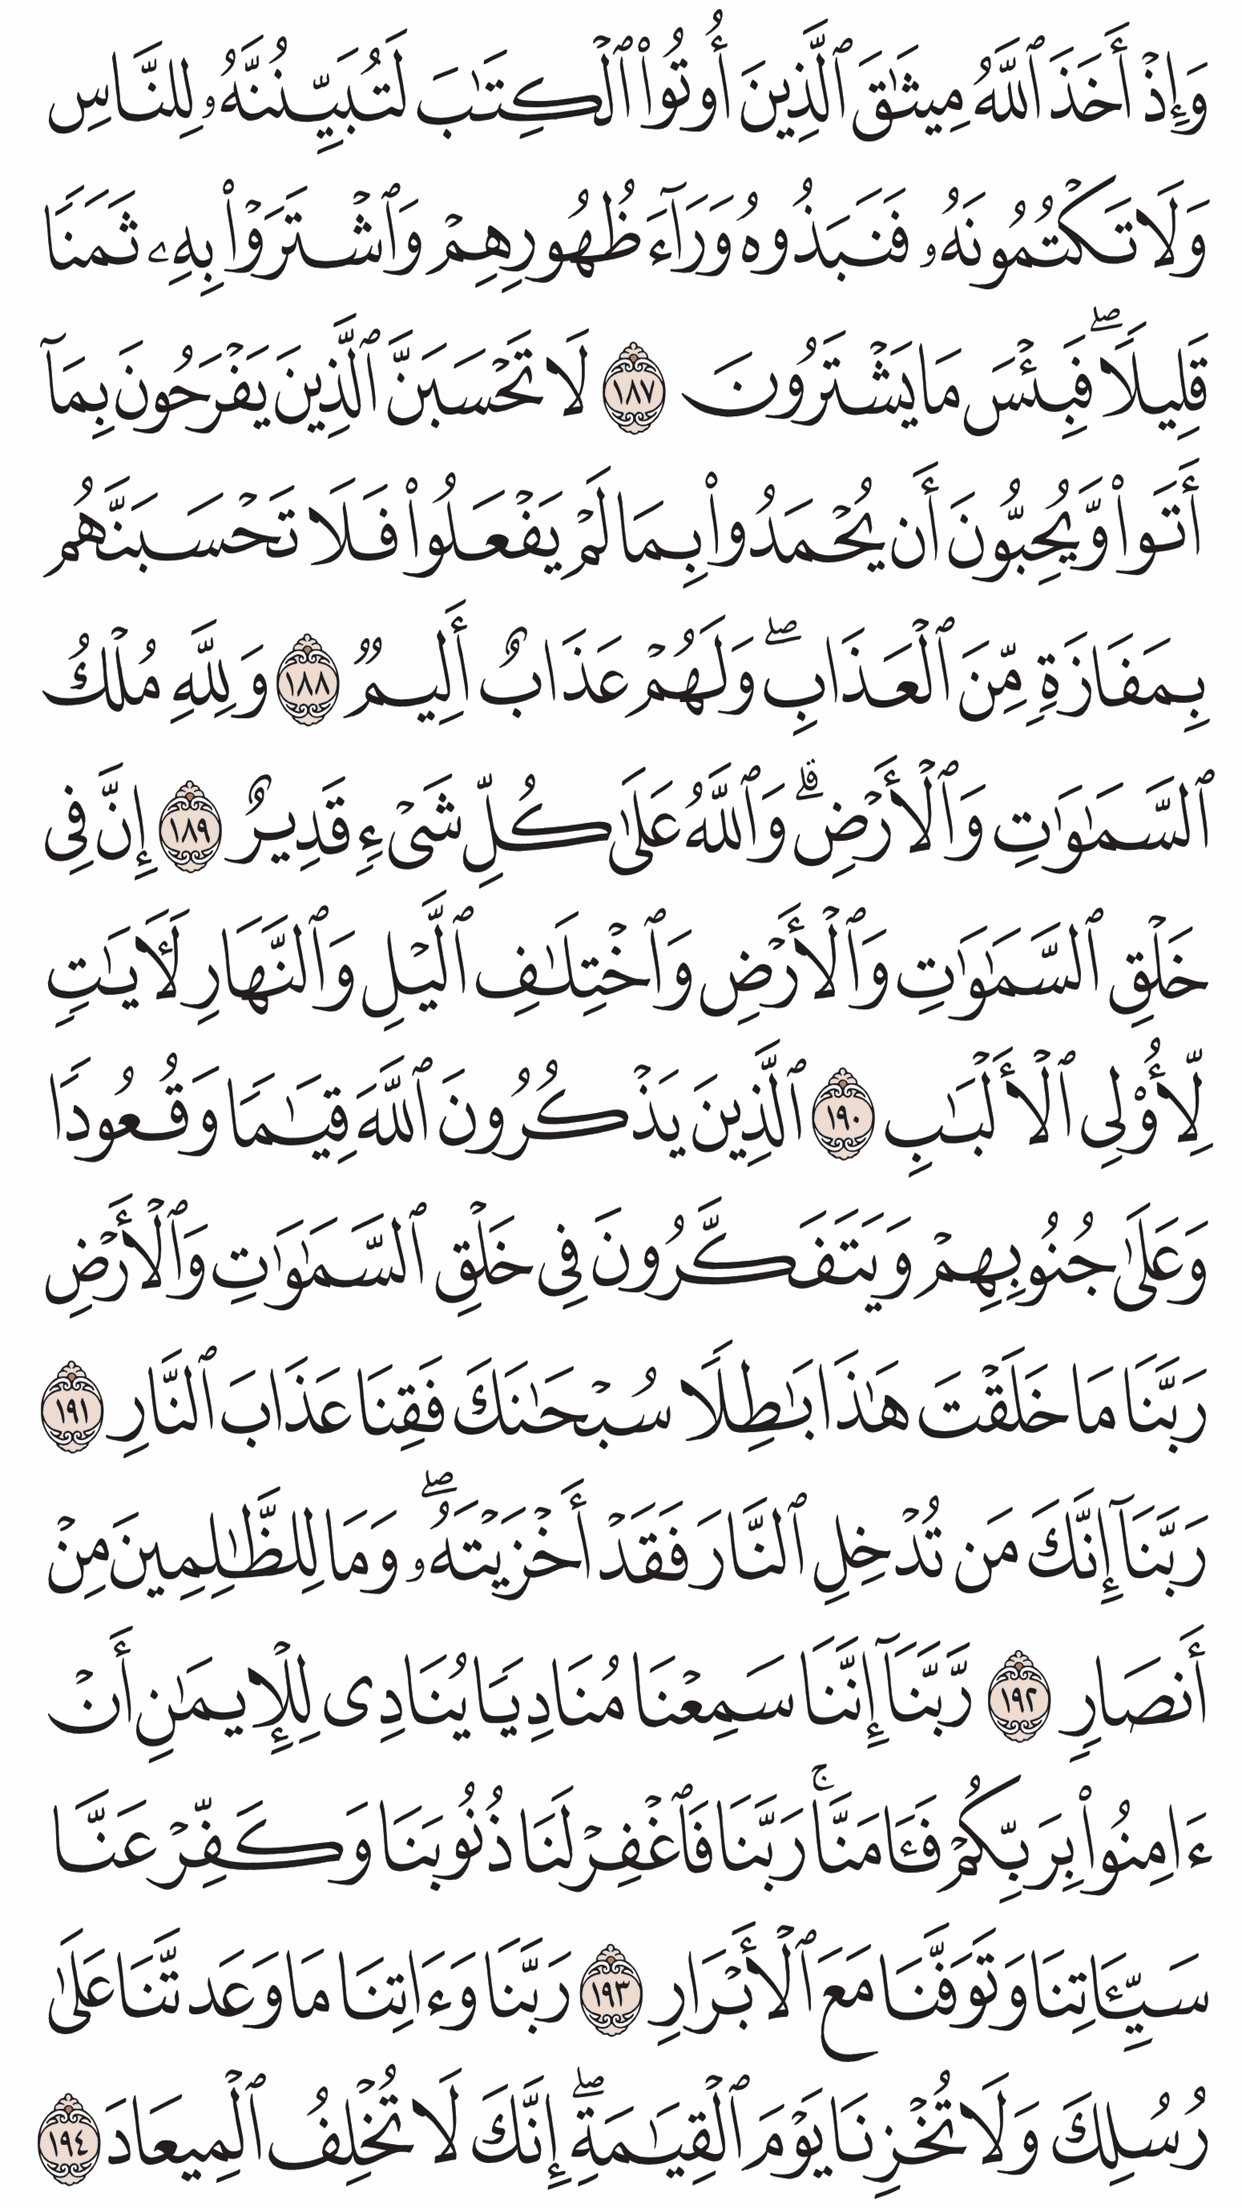 وَإِذۡ أَخَذَ ٱللَّهُ مِيثَٰقَ ٱلَّذِينَ أُوتُواْ ٱلۡكِتَٰبَ لَتُبَيِّنُنَّهُۥ لِلنَّاسِ
وَلَا تَكۡتُمُونَهُۥ فَنَبَذُوهُ وَرَآءَ ظُهُورِهِمۡ وَٱشۡتَرَوۡاْ بِهِۦ ثَمَنٗا
قَلِيلٗاۖ فَبِئۡسَ مَا يَشۡتَرُونَ ١٨٧ لَا تَحۡسَبَنَّ ٱلَّذِينَ يَفۡرَحُونَ بِمَآ
أَتَواْ وَّيُحِبُّونَ أَن يُحۡمَدُواْ بِمَا لَمۡ يَفۡعَلُواْ فَلَا تَحۡسَبَنَّهُم
بِمَفَازَةٖ مِّنَ ٱلۡعَذَابِۖ وَلَهُمۡ عَذَابٌ أَلِيمٞ ١٨٨ وَلِلَّهِ مُلۡكُ
ٱلسَّمَٰوَٰتِ وَٱلۡأَرۡضِۗ وَٱللَّهُ عَلَىٰ كُلِّ شَيۡءٖ قَدِيرٌ ١٨٩ إِنَّ فِي
خَلۡقِ ٱلسَّمَٰوَٰتِ وَٱلۡأَرۡضِ وَٱخۡتِلَٰفِ ٱلَّيۡلِ وَٱلنَّهَارِ لَأٓيَٰتٖ
لِّأُوْلِي ٱلۡأَلۡبَٰبِ ١٩٠ ٱلَّذِينَ يَذۡكُرُونَ ٱللَّهَ قِيَٰمٗا وَقُعُودٗا
وَعَلَىٰ جُنُوبِهِمۡ وَيَتَفَكَّرُونَ فِي خَلۡقِ ٱلسَّمَٰوَٰتِ وَٱلۡأَرۡضِ
رَبَّنَا مَا خَلَقۡتَ هَٰذَا بَٰطِلٗا سُبۡحَٰنَكَ فَقِنَا عَذَابَ ٱلنَّارِ ١٩١
رَبَّنَآ إِنَّكَ مَن تُدۡخِلِ ٱلنَّارَ فَقَدۡ أَخۡزَيۡتَهُۥۖ وَمَا لِلظَّٰلِمِينَ مِنۡ
أَنصَارٖ ١٩٢ رَّبَّنَآ إِنَّنَا سَمِعۡنَا مُنَادِيٗا يُنَادِي لِلۡإِيمَٰنِ أَنۡ
ءَامِنُواْ بِرَبِّكُمۡ فَـَٔامَنَّاۚ رَبَّنَا فَٱغۡفِرۡ لَنَا ذُنُوبَنَا وَكَفِّرۡ عَنَّا
سَيِّـَٔاتِنَا وَتَوَفَّنَا مَعَ ٱلۡأَبۡرَارِ ١٩٣ رَبَّنَا وَءَاتِنَا مَا وَعَدتَّنَا عَلَىٰ
رُسُلِكَ وَلَا تُخۡزِنَا يَوۡمَ ٱلۡقِيَٰمَةِۖ إِنَّكَ لَا تُخۡلِفُ ٱلۡمِيعَادَ ١٩٤